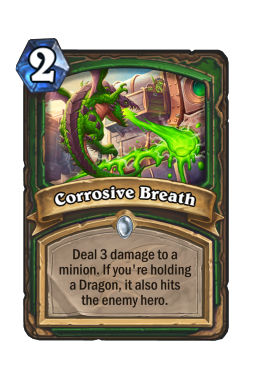 2
Corrosive Breath
Deal 3 damage to a
minion. If you're holding
a Dragon, it also hits
the enemy hero.